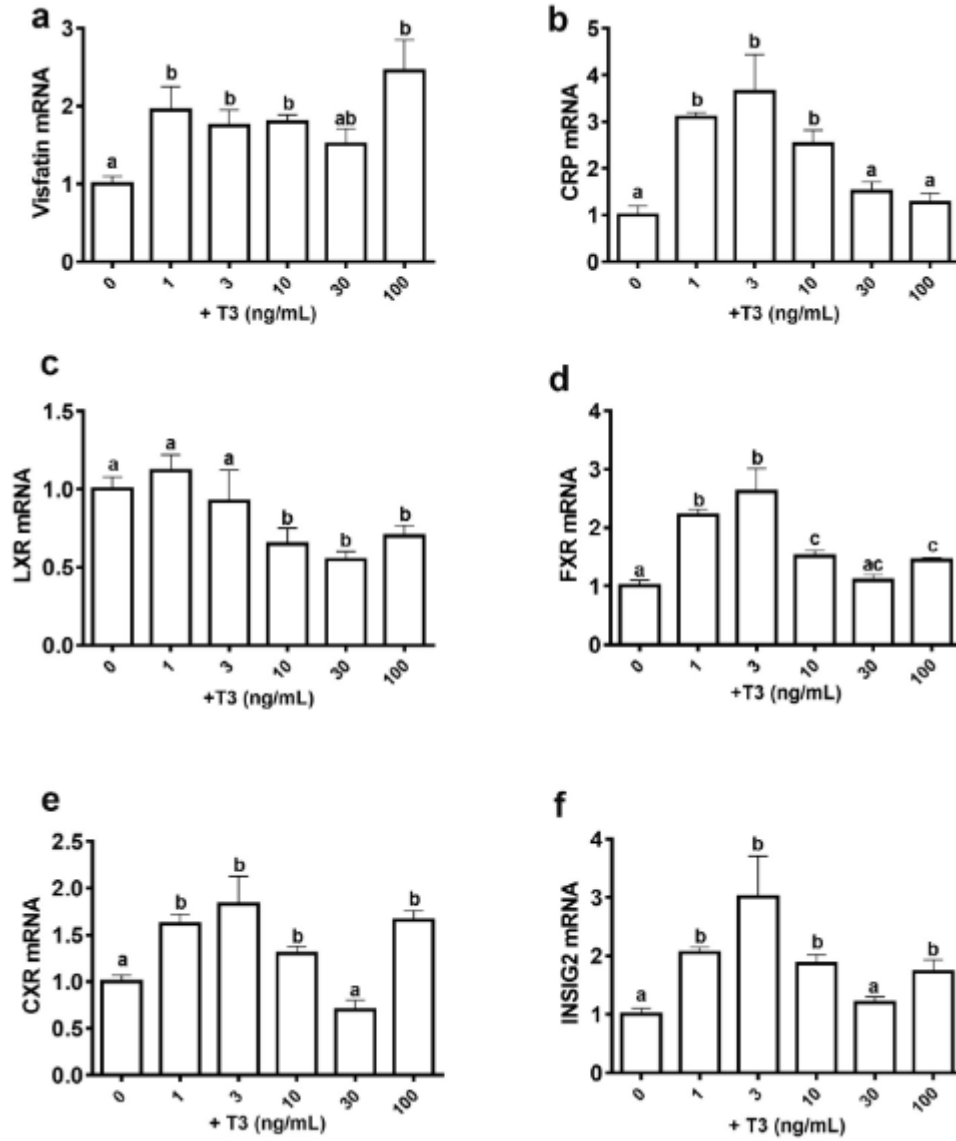 a
Visfatin mRNA
3
2
1
0
a
b
b
b
ab
b
0
1
3
10
30
100
+ T3 (ng/mL)
b
CRP mRNA
5
4
3
2
1
0
a
b
b
b
a
a
0
1
3
10
30
100
+T3 (ng/mL)
c
LXR mRNA
1.5
1.0
0.5
0.0
a
a
a
b
b
b
0
1
3
10
30
100
+T3 (ng/mL)
d
FXR mRNA
4
3
2
1
0
a
b
b
c
ac
c
0
1
3
10
30
100
+T3 (ng/mL)
e
CXR mRNA
2.5
2.0
1.5
1.0
0.5
0.0
a
b
b
b
a
b
0
1
3
10
30
100
+ T3 (ng/mL)
f
INSIG2 mRNA
4
3
2
1
0
a
b
b
b
a
b
0
1
3
10
30
100
+ T3 (ng/mL)